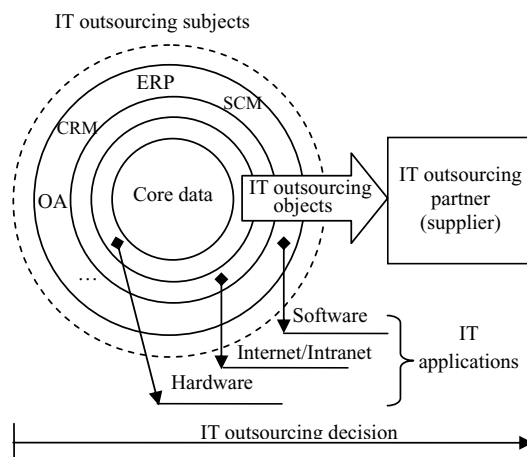 IT outsourcing subjects
ERP
SCM
CRM
OA
Core data
IT outsourcing
objects
IT outsourcing
partner
(supplier)
...
Software
Internet/Intranet
Hardware
IT
applications
IT outsourcing decision